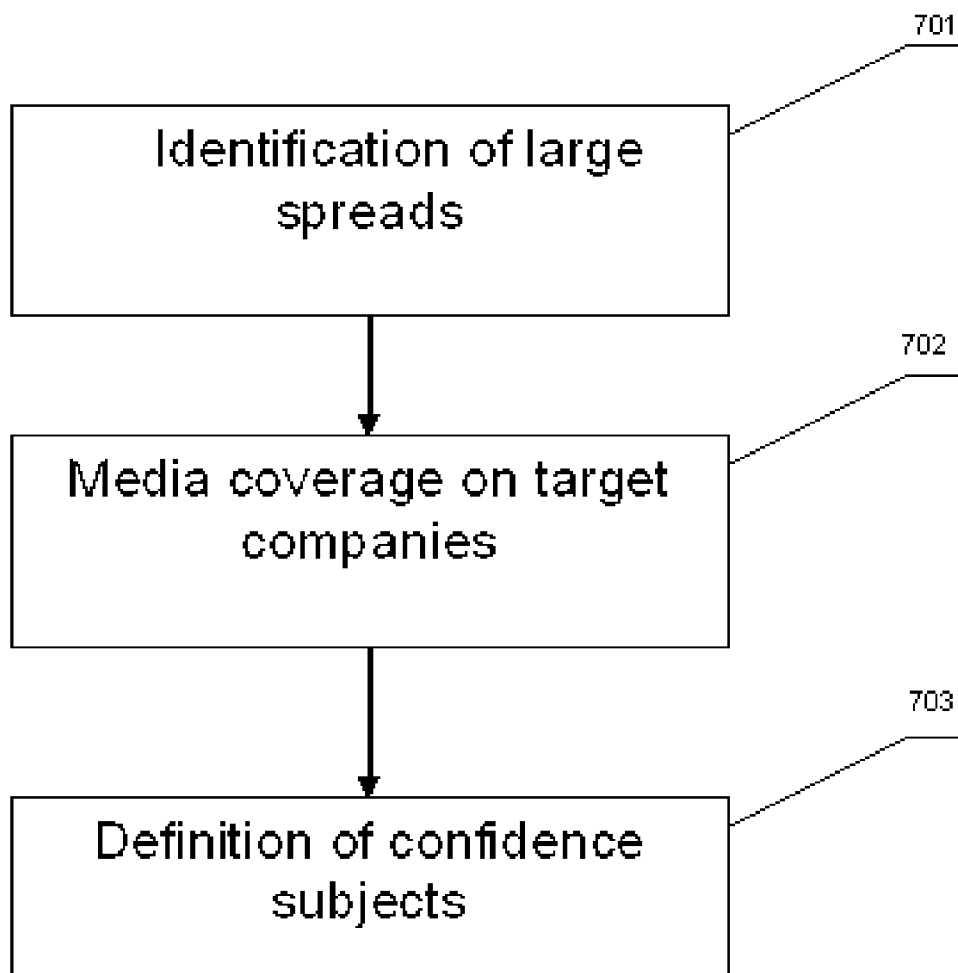 701
Identification of large
spreads
702
Media coverage on target
companies
703
Definition of confidence
subjects